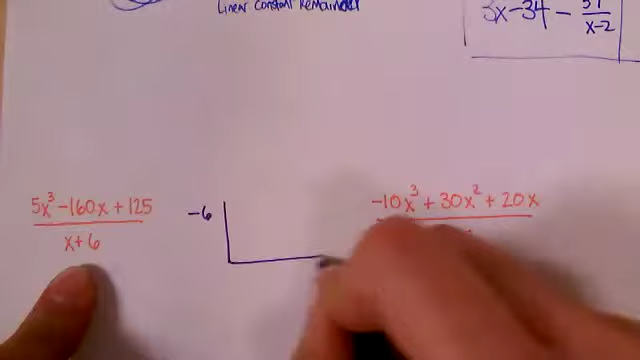 Linear Constant Remainder
3x-34 - 57/x-2
5x³-160x+125
x+6
-6
-10x³+30x²+20x